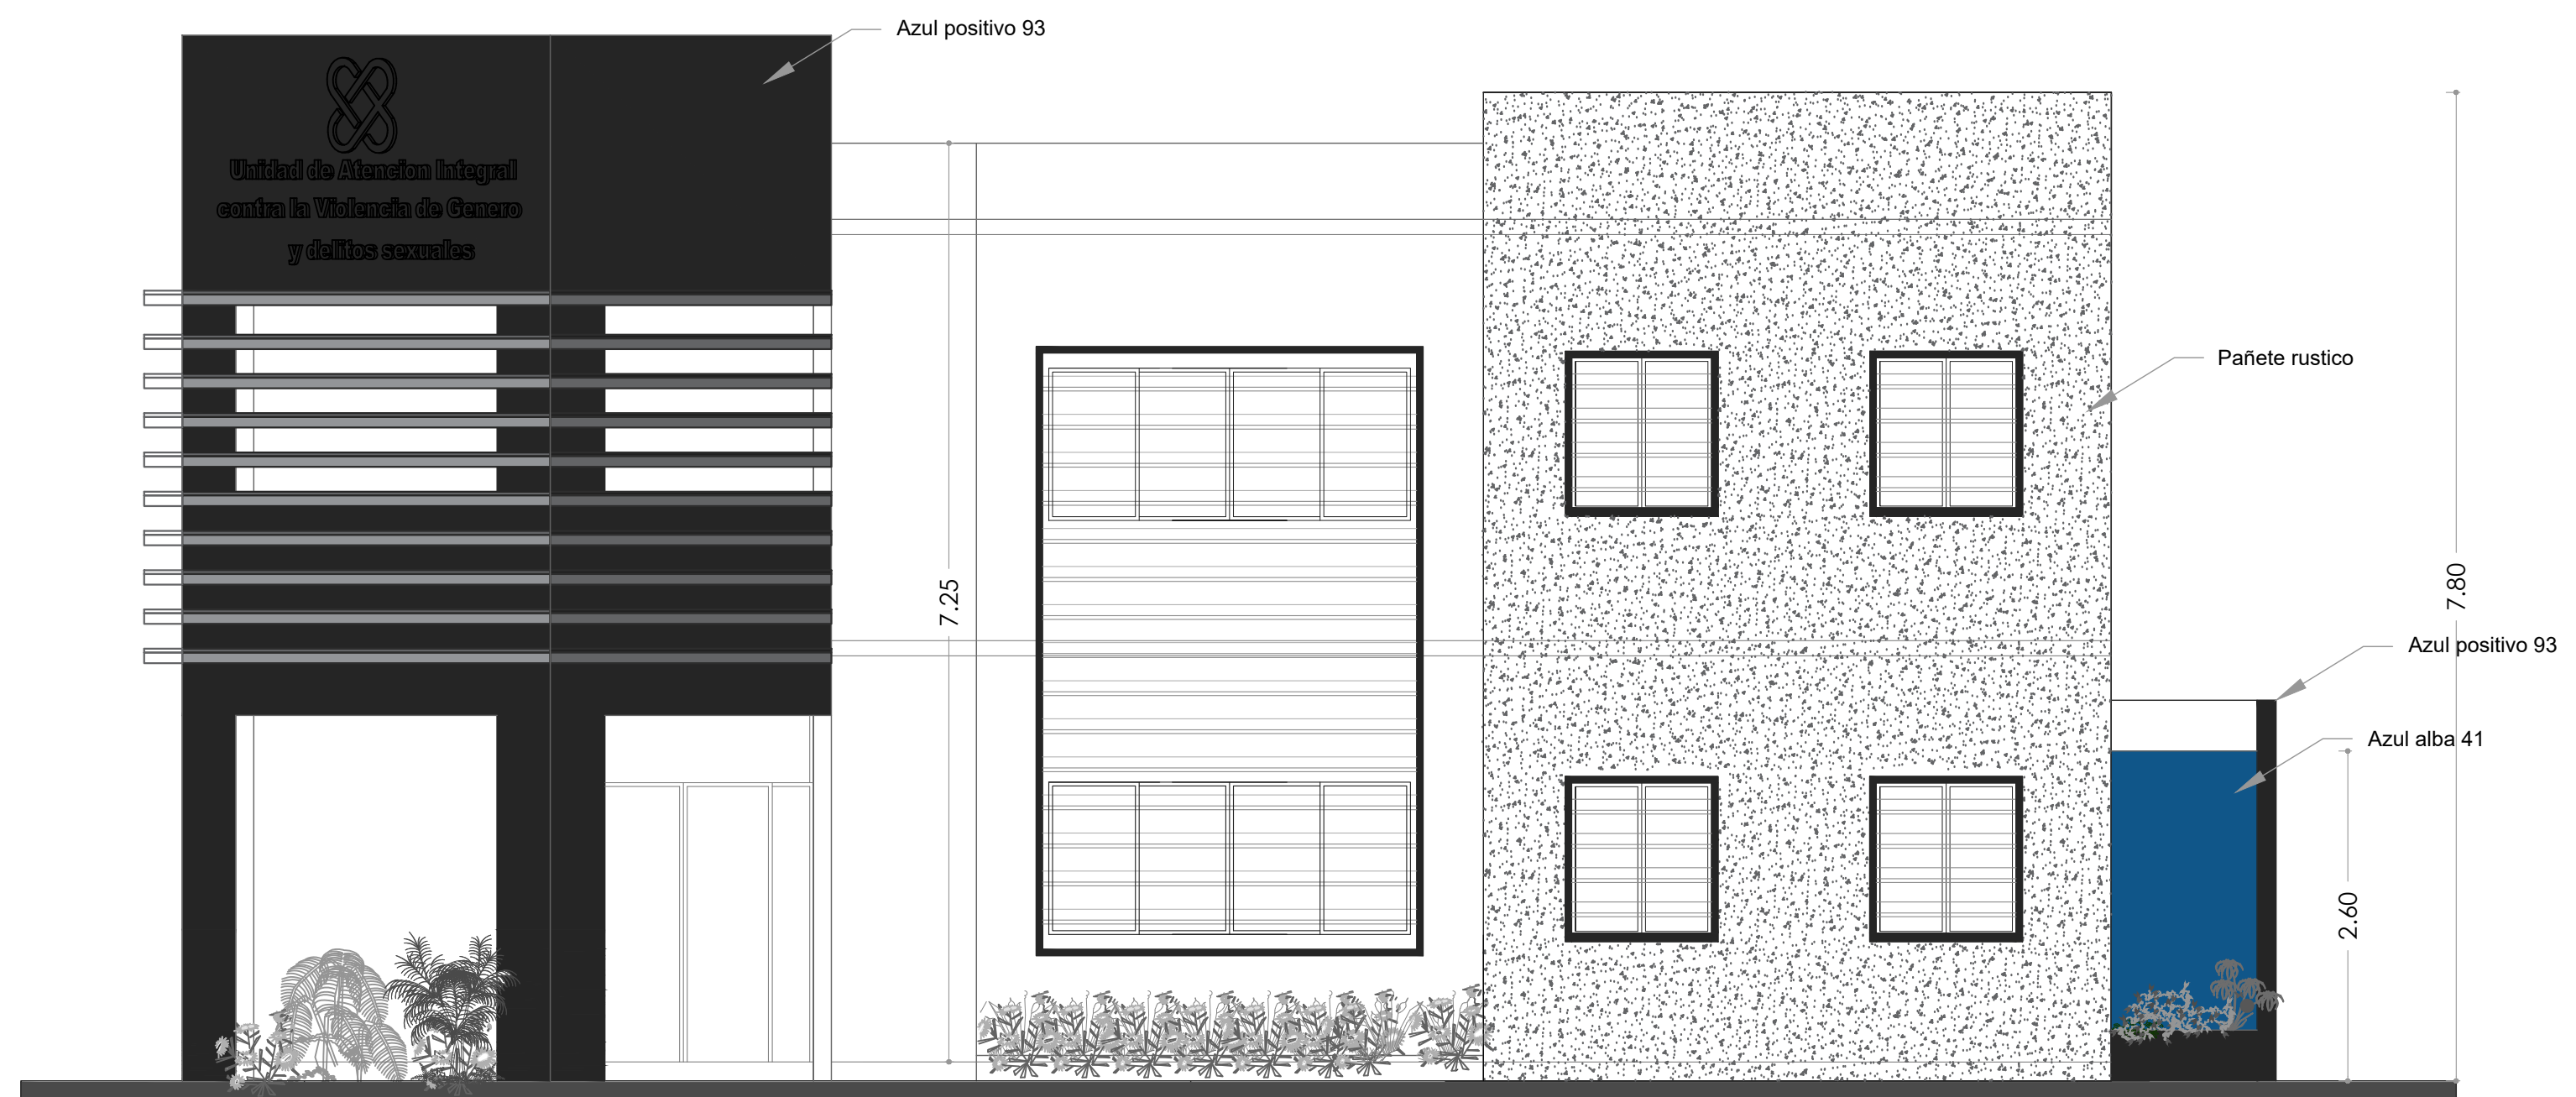 Azul positivo 93
Unidad de Atencion Integral
contra la Violencia de Genero
y delitos sexuales
Pañete rustico
7.25
7.80
Azul positivo 93
Azul alba 41
2.60